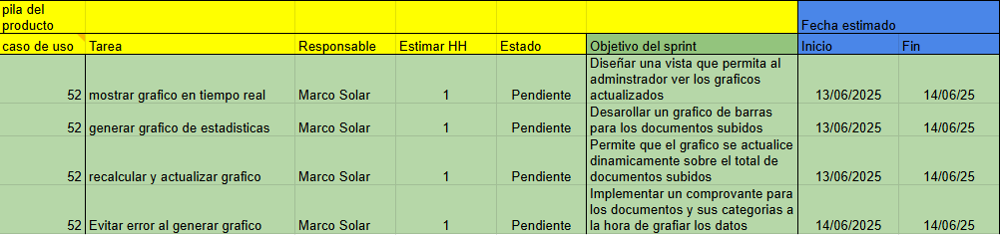 pila del
producto
Fecha estimado
caso de uso Tarea Responsable Estimar HH Estado Objetivo del sprint Inicio Fin
Diseñar una vista que permita al
adminstrador ver los graficos
52 mostrar grafico en tiempo real Marco Solar 1 Pendiente actualizados 13/06/2025 14/06/25
Desarollar un grafico de barras
52 generar grafico de estadisticas Marco Solar 1 Pendiente para los documentos subidos 13/06/2025 14/06/25
Permite que el grafico se actualice
dinamicamente sobre el total de
52 recalcular y actualizar grafico Marco Solar 1 Pendiente documentos subidos 13/06/2025 14/06/25
Implementar un comprovante para
los documentos y sus categorias a
52 Evitar error al generar grafico Marco Solar 1 Pendiente la hora de grafiar los datos 14/06/2025 14/06/25